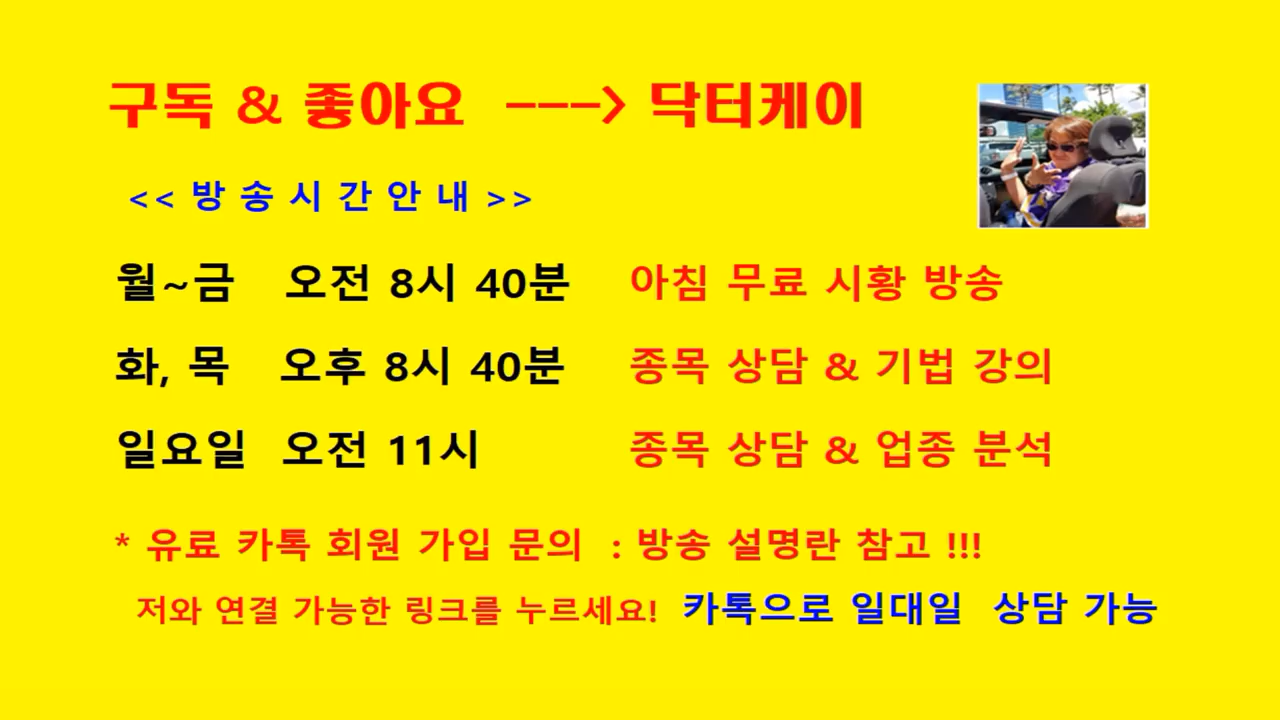 구독 & 좋아요 ---> 닥터케이
<< 방 송 시 간 안 내 >>
월~금 오전 8시 40분 아침 무료 시황 방송
화, 목 오후 8시 40분 종목 상담 & 기법 강의
일요일 오전 11시 종목 상담 & 업종 분석
* 유료 카톡 회원 가입 문의 : 방송 설명란 참고 !!!
저와 연결 가능한 링크를 누르세요! 카톡으로 일대일 상담 가능